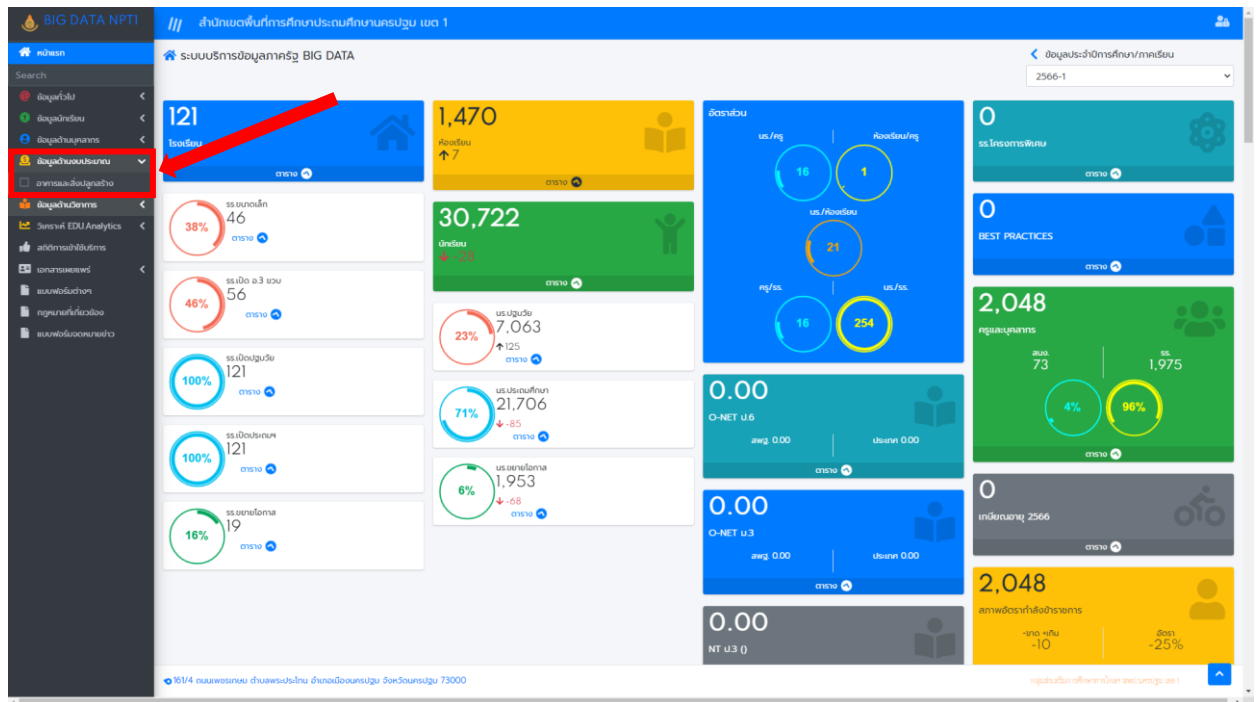 BIG DATA NPT1
สำนักเขตพื้นที่การศึกษาประถมศึกษานครปฐม เขต 1
หน้าแรก
Search
ข้อมูลทั่วไป
ข้อมูลนักเรียน
ข้อมูลด้านบุคลากร
ข้อมูลด้านงบประมาณ
อาคารและสิ่งปลูกสร้าง
ข้อมูลด้านวิชาการ
วิเคราะห์ EDU.Analytics
สถิติการเข้าใช้บริการ
เอกสารเผยแพร่
แบบฟอร์มต่างๆ
กฎหมายที่เกี่ยวข้อง
แบบฟอร์มจดหมายข่าว
ระบบบริการข้อมูลภาครัฐ BIG DATA
ข้อมูลประจำปีการศึกษา/ภาคเรียน
2566-1
121
โรงเรียน
ตาราง
38%
รร.ขนาดเล็ก
46
ตาราง
46%
รร.เปิด อ.3 ขวบ
56
ตาราง
100%
รร.เปิดปฐมวัย
121
ตาราง
100%
รร.เปิดประถมฯ
121
ตาราง
16%
รร.ขยายโอกาส
19
ตาราง
1,470
ห้องเรียน
7
ตาราง
30,722
นักเรียน
-28
ตาราง
23%
นร.ปฐมวัย
7,063
125
ตาราง
71%
นร.ประถมศึกษา
21,706
-85
ตาราง
6%
นร.ขยายโอกาส
1,953
-68
ตาราง
อัตราส่วน
นร./ครู
ห้องเรียน/ครู
16
1
นร./ห้องเรียน
21
ครู/รร.
นร./รร.
16
254
0.00
O-NET ป.6
สพฐ. 0.00
ประเทศ 0.00
ตาราง
0.00
O-NET ม.3
สพฐ. 0.00
ประเทศ 0.00
ตาราง
0.00
NT ป.3 ()
0
รร.โครงการพิเศษ
ตาราง
0
BEST PRACTICES
ตาราง
2,048
ครูและบุคลากร
สนง.
73
รร.
1,975
4%
96%
ตาราง
0
เกษียณอายุ 2566
ตาราง
2,048
สภาพอัตรากำลังข้าราชการ
-ขาด +เกิน
-10
อัตรา
-25%
161/4 ถนนเพชรเกษม ตำบลพระประโทน อำเภอเมืองนครปฐม จังหวัดนครปฐม 73000